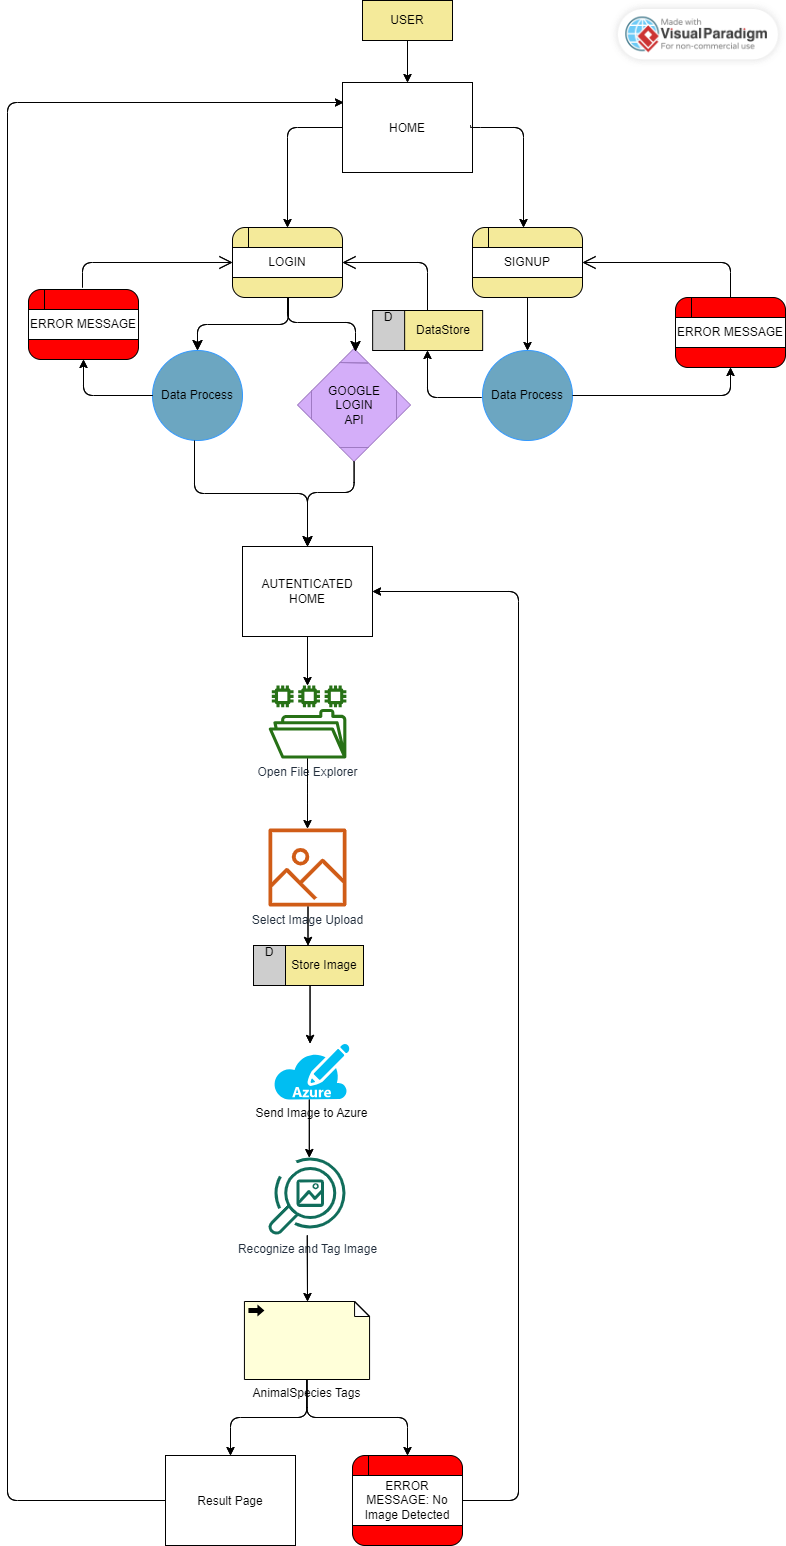 USER
Made with
VisualParadigm
For non-commercial use
HOME
LOGIN
SIGNUP
ERROR MESSAGE
D
DataStore
ERROR MESSAGE
Data Process
GOOGLE
LOGIN
API
Data Process
AUTENTICATED
HOME
Open File Explorer
Select Image Upload
D
Store Image
Azure
Send Image to Azure
Recognize and Tag Image
AnimalSpecies Tags
Result Page
ERROR
MESSAGE: No
Image Detected